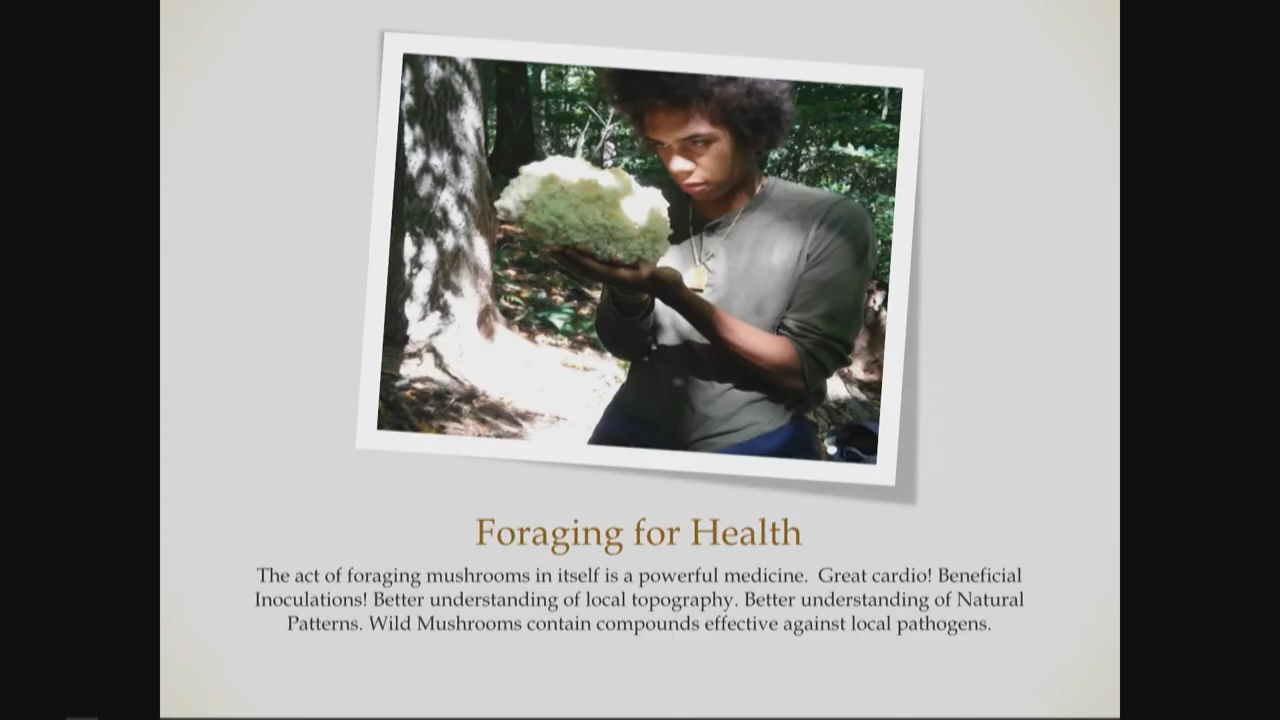 Foraging for Health
The act of foraging mushrooms in itself is a powerful medicine.  Great cardio! Beneficial
Inoculations! Better understanding of local topography. Better understanding of Natural
Patterns. Wild Mushrooms contain compounds effective against local pathogens.